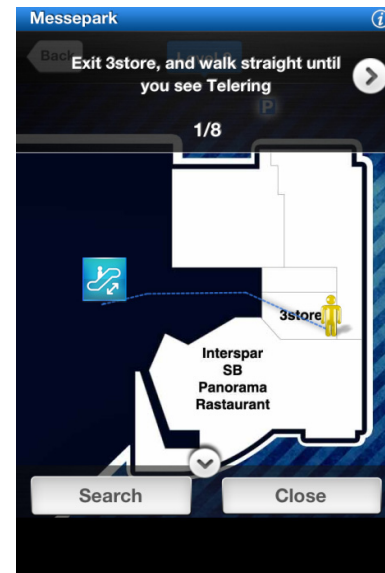 Messepark
i
Back
Level 0
Exit 3store, and walk straight until
you see Telering
P
1/8
3store
Interspar
SB
Panorama
Rastaurant
Search
Close